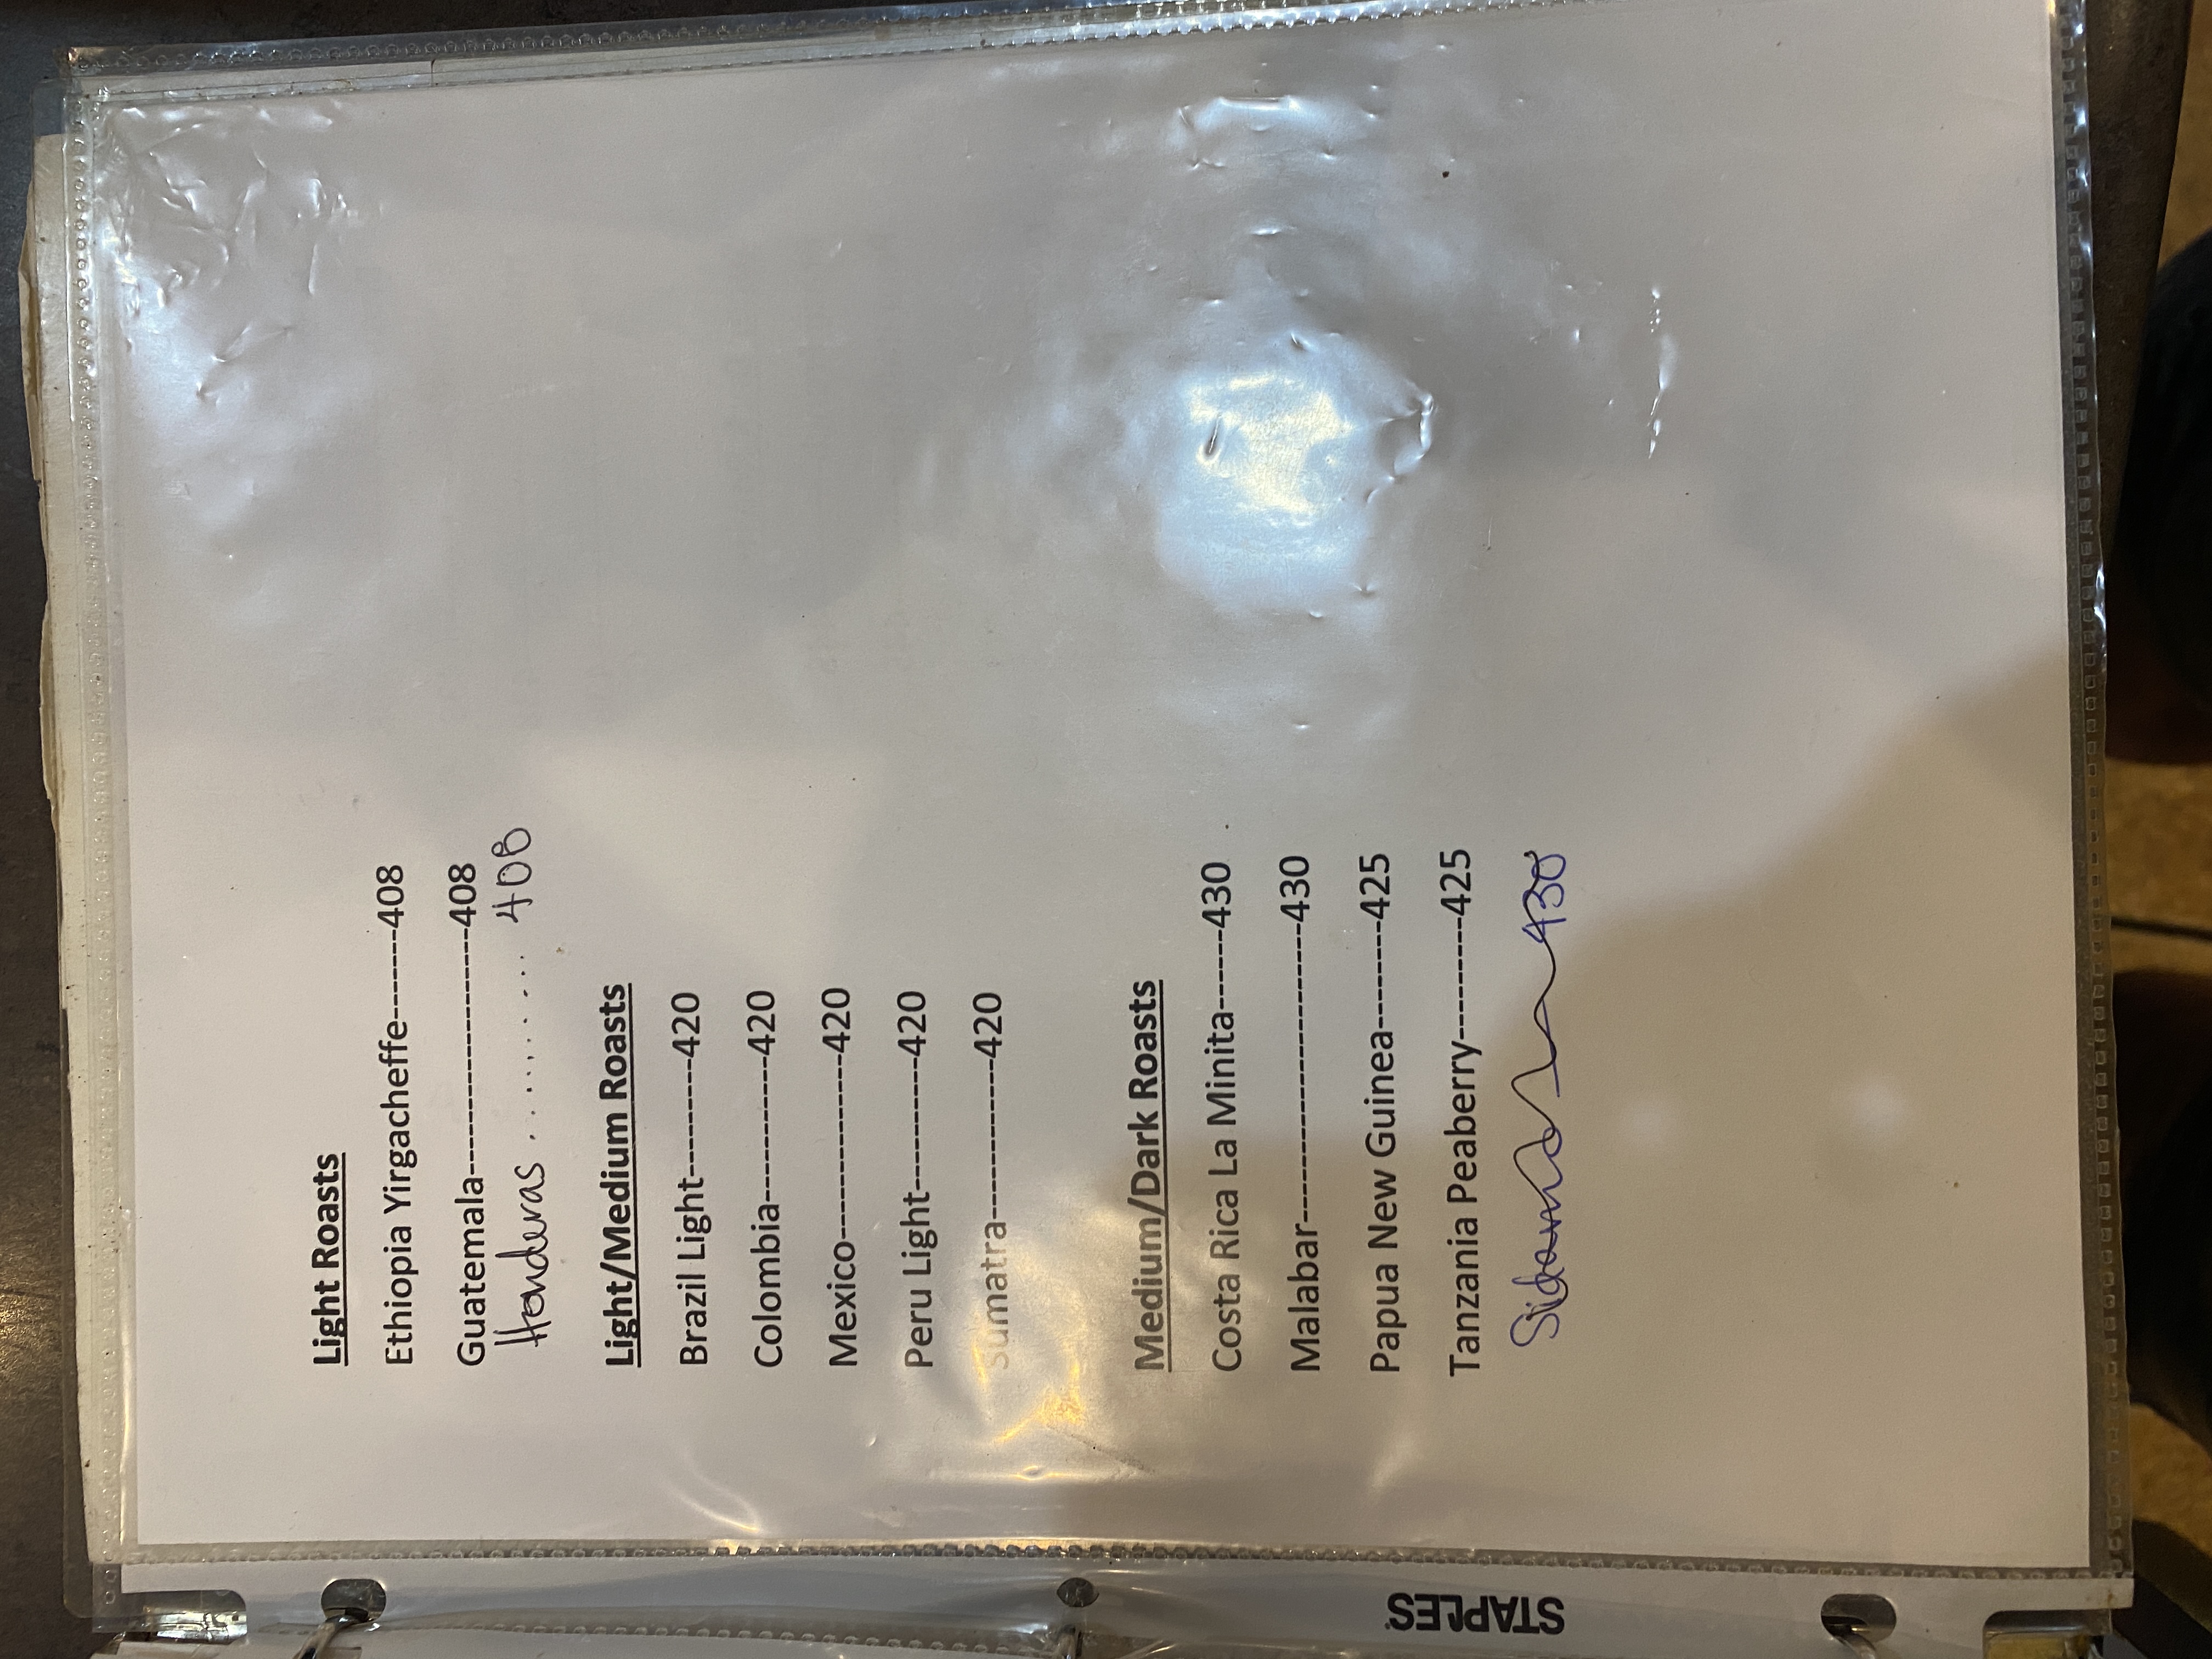 STAPLES
Light Roasts
Ethiopia Yirgacheffe-------408
Guatemala-------------------408
Honduras . . . . . . . . . . 408
Light/Medium Roasts
Brazil Light---------420
Colombia-----------420
Mexico-------------420
Peru Light----------420
Sumatra------------420
Medium/Dark Roasts
Costa Rica La Minita------430
Malabar---------------------430
Papua New Guinea--------425
Tanzania Peaberry---------425
Sidamo 430